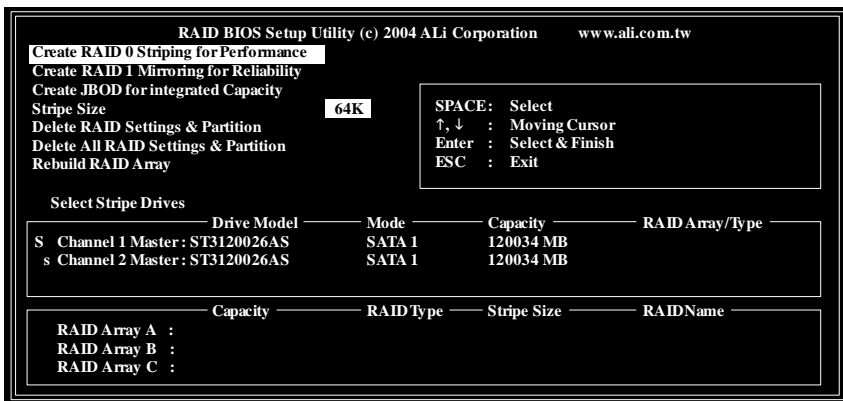 RAID BIOS Setup Utility (c) 2004 ALi Corporation www.ali.com.tw
Create RAID 0 Striping for Performance
Create RAID 1 Mirroring for Reliability
Create JBOD for integrated Capacity
Stripe Size 64K
Delete RAID Settings & Partition
Delete All RAID Settings & Partition
Rebuild RAID Array
SPACE: Select
↑, ↓ : Moving Cursor
Enter : Select & Finish
ESC : Exit
Select Stripe Drives
Drive Model Mode Capacity RAID Array/Type
S Channel 1 Master : ST3120026AS SATA 1 120034 MB
s Channel 2 Master : ST3120026AS SATA 1 120034 MB
Capacity RAID Type Stripe Size RAIDName
RAID Array A :
RAID Array B :
RAID Array C :